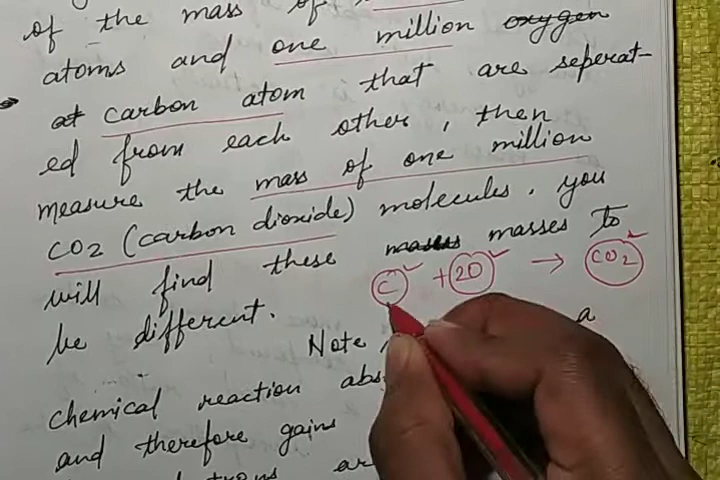 of the mass of
atoms and one million oxygen
at carbon atom that are seperat-
ed from each other, then
measure the mass of one million
CO2 (carbon dioxide) molecules. you
will find these masses masses to
be different.
C + 2O → CO2
Note a
chemical reaction abs
and therefore gains
ar